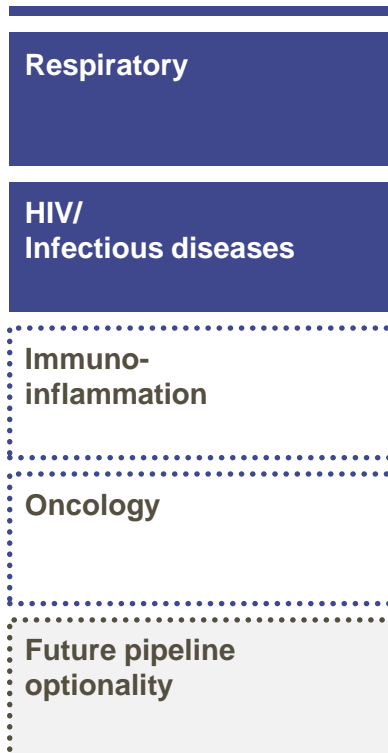 Respiratory
HIV/
Infectious diseases
Immuno-
inflammation
Oncology
Future pipeline
optionality